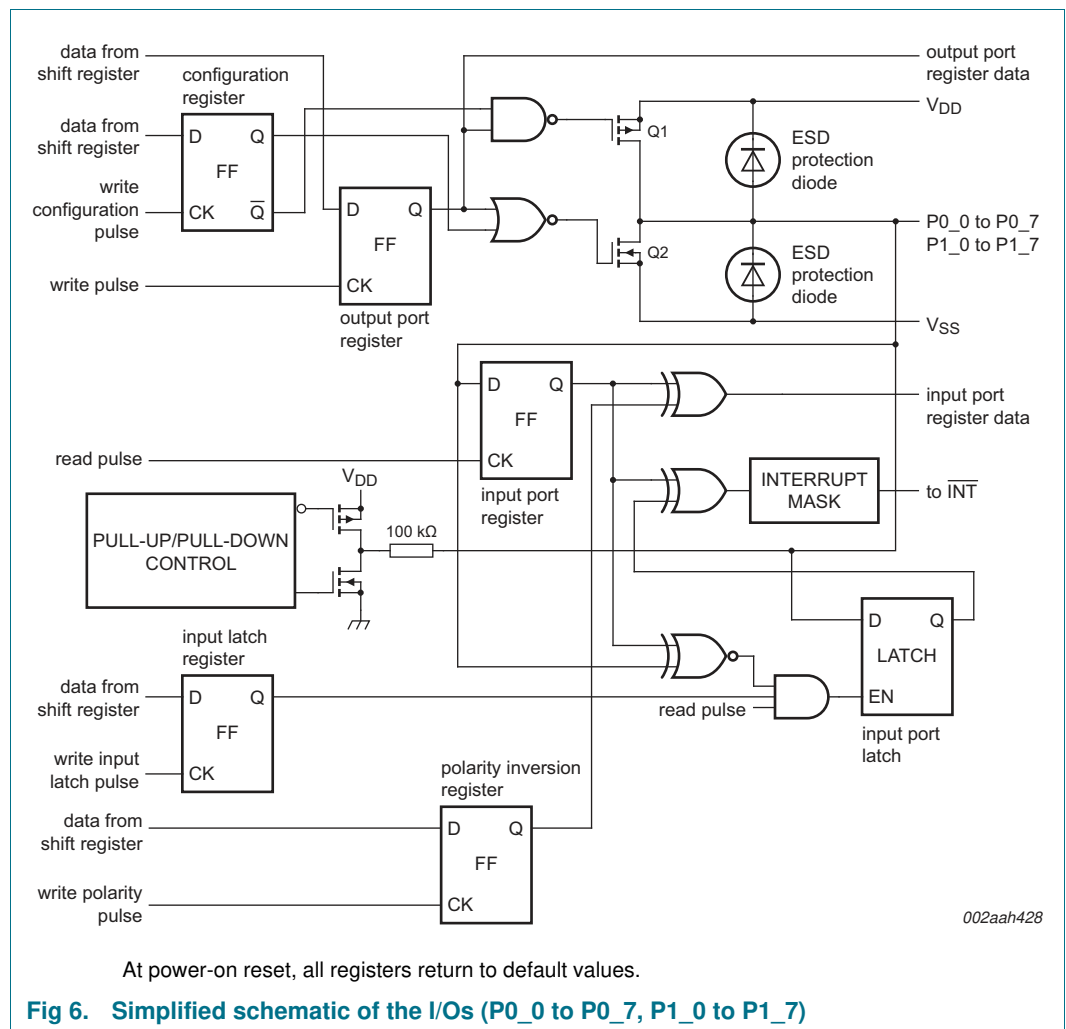 data from
shift register
configuration
register
data from
shift register
write
configuration
pulse
D Q
FF
CK Q
D Q
FF
CK
write pulse
output port
register
Q1
Q2
output port
register data
VDD
ESD
protection
diode
P0_0 to P0_7
P1_0 to P1_7
ESD
protection
diode
VSS
D Q
FF
CK
read pulse
input port
register
input port
register data
INTERRUPT
MASK
to INT
VDD
PULL-UP/PULL-DOWN
CONTROL
100 kΩ
input latch
register
data from
shift register
D Q
FF
CK
write input
latch pulse
read pulse
D Q
LATCH
EN
input port
latch
polarity inversion
register
data from
shift register
D Q
FF
CK
write polarity
pulse
002aah428
At power-on reset, all registers return to default values.
Fig 6. Simplified schematic of the I/Os (P0_0 to P0_7, P1_0 to P1_7)